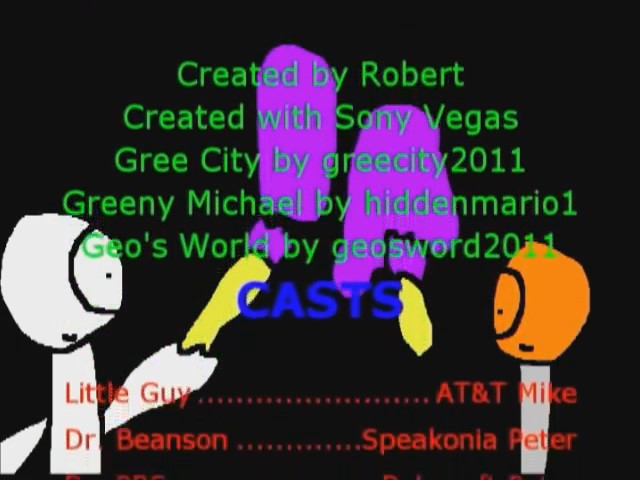 Created by Robert
Created with Sony Vegas
Gree City by greecity2011
Greeny Michael by hiddenmario1
Geo's World by geosword2011
CASTS
Little Guy.......................AT&T Mike
Dr. Beanson .............Speakonia Peter